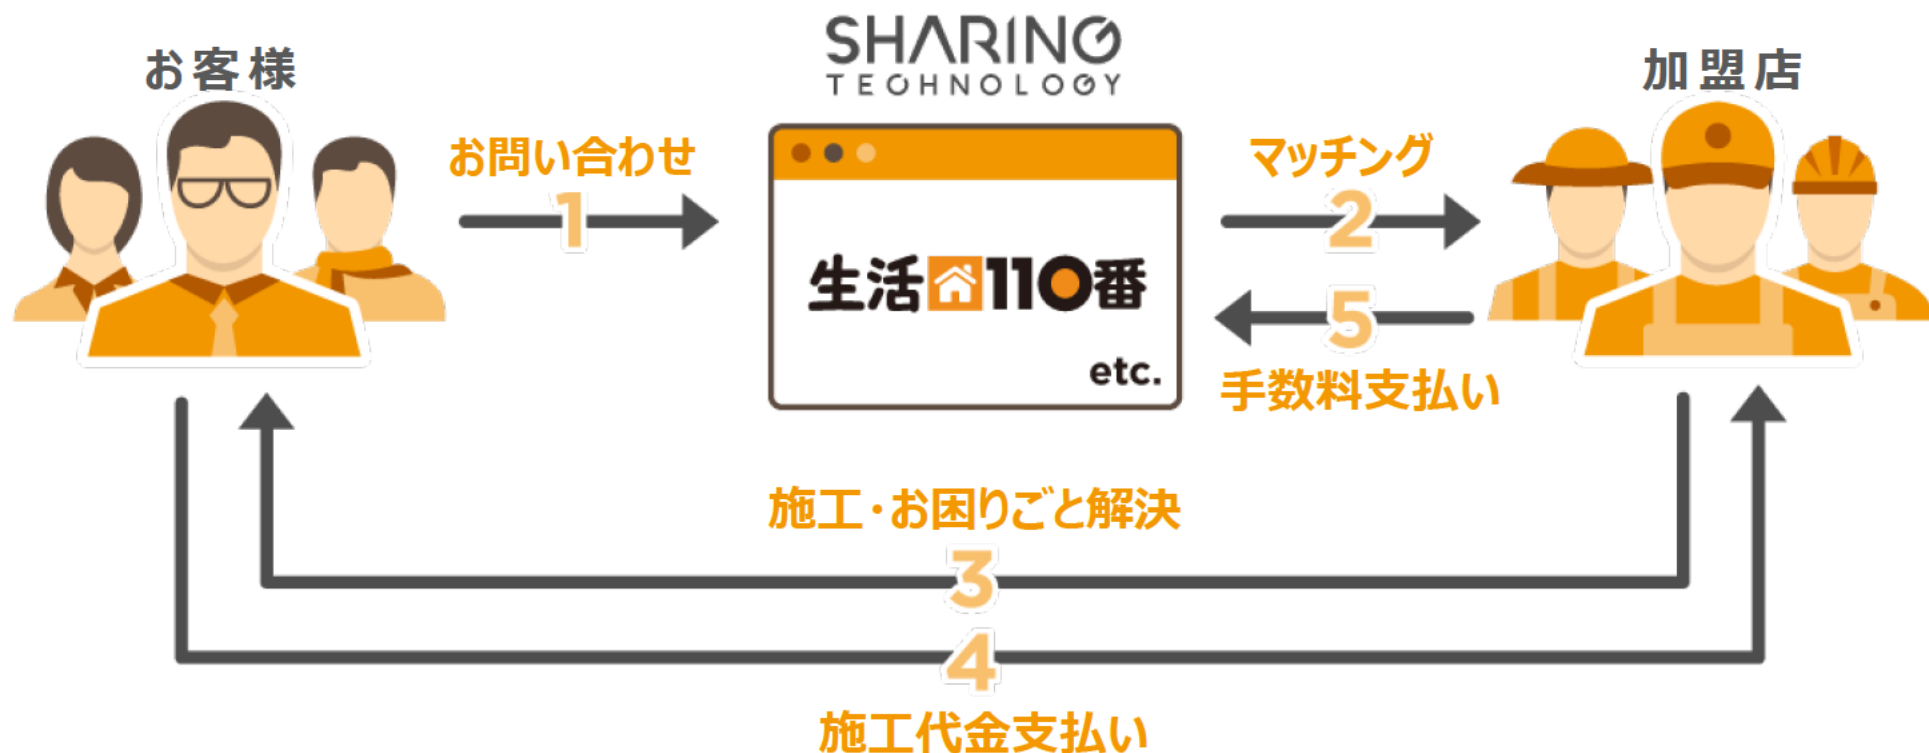 SHARING
TECHNOLOGY
お客様
加盟店
お問い合わせ
1
マッチング
2
生活110番
etc.
5
手数料支払い
施工・お困りごと解決
3
4
施工代金支払い